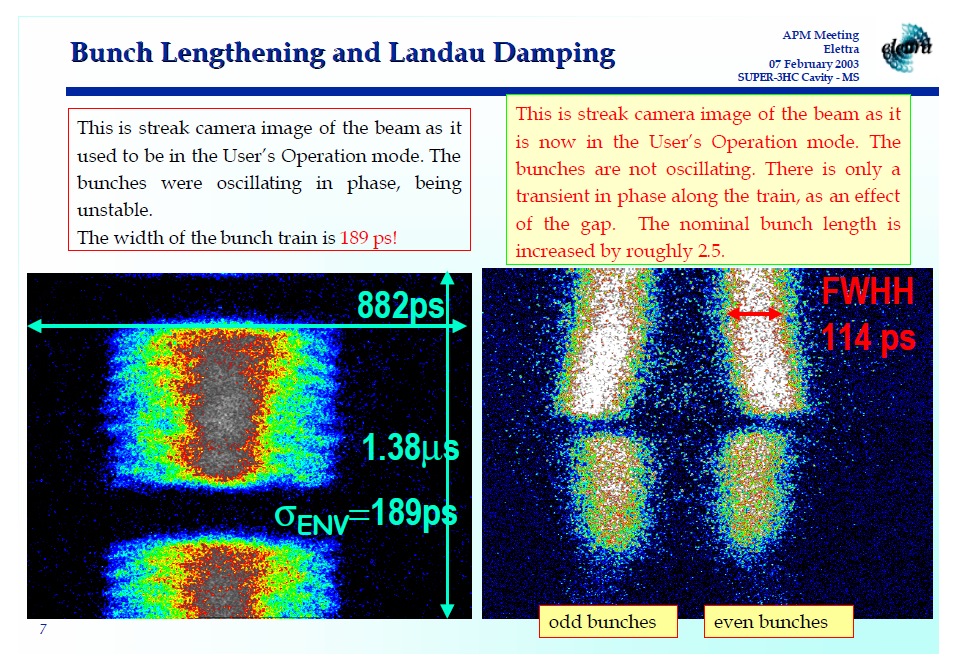 Bunch Lengthening and Landau Damping
APM Meeting
Elettra
07 February 2003
SUPER-3HC Cavity - MS
elettra
This is streak camera image of the beam as it
used to be in the User's Operation mode. The
bunches were oscillating in phase, being
unstable.
The width of the bunch train is 189 ps!
This is streak camera image of the beam as it
is now in the User's Operation mode. The
bunches are not oscillating. There is only a
transient in phase along the train, as an effect
of the gap. The nominal bunch length is
increased by roughly 2.5.
882ps
1.38μs
σENV=189ps
FWHH
114 ps
odd bunches
even bunches
7